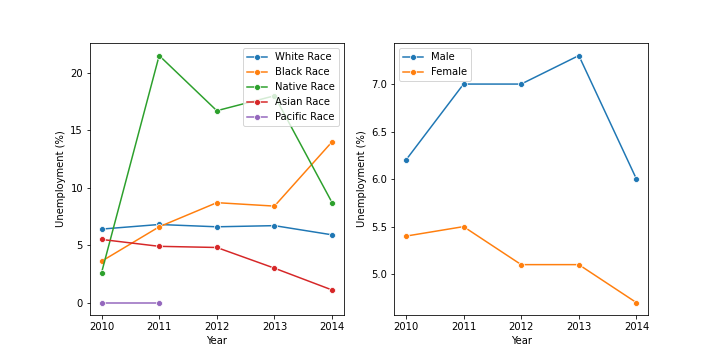 White Race
Black Race
Native Race
Asian Race
Pacific Race
20
15
10
5
0
Unemployment (%)
2010 2011 2012 2013 2014
Year
Male
Female
7.0
6.5
6.0
5.5
5.0
Unemployment (%)
2010 2011 2012 2013 2014
Year